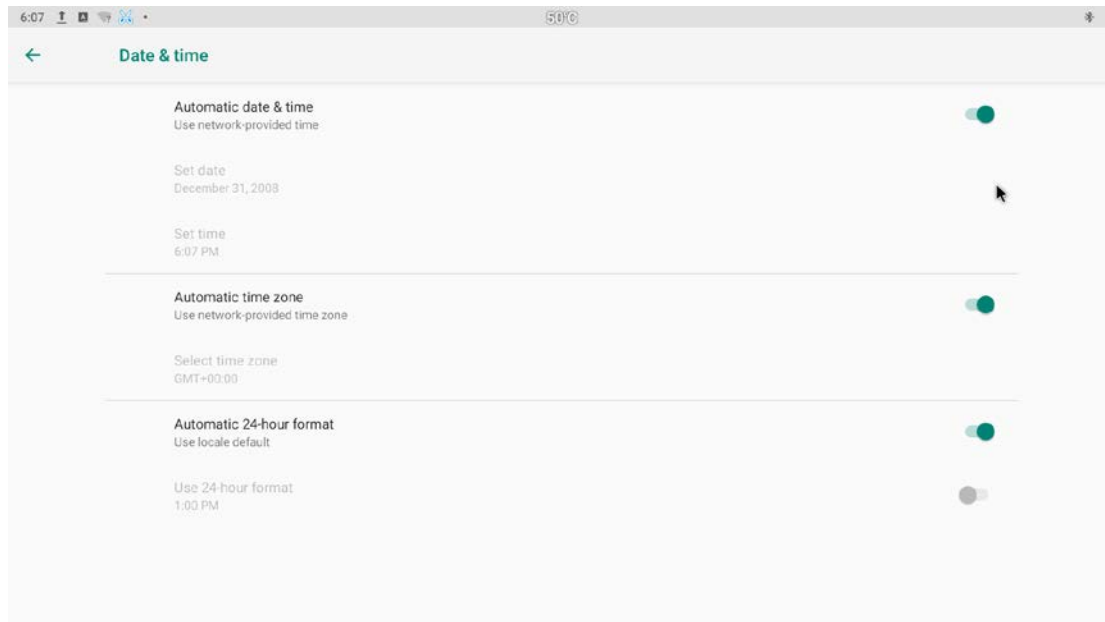 6:07
50°C
Date & time
Automatic date & time
Use network-provided time
Set date
December 31, 2008
Set time
6:07 PM
Automatic time zone
Use network-provided time zone
Select time zone
GMT+00:00
Automatic 24-hour format
Use locale default
Use 24-hour format
1:00 PM